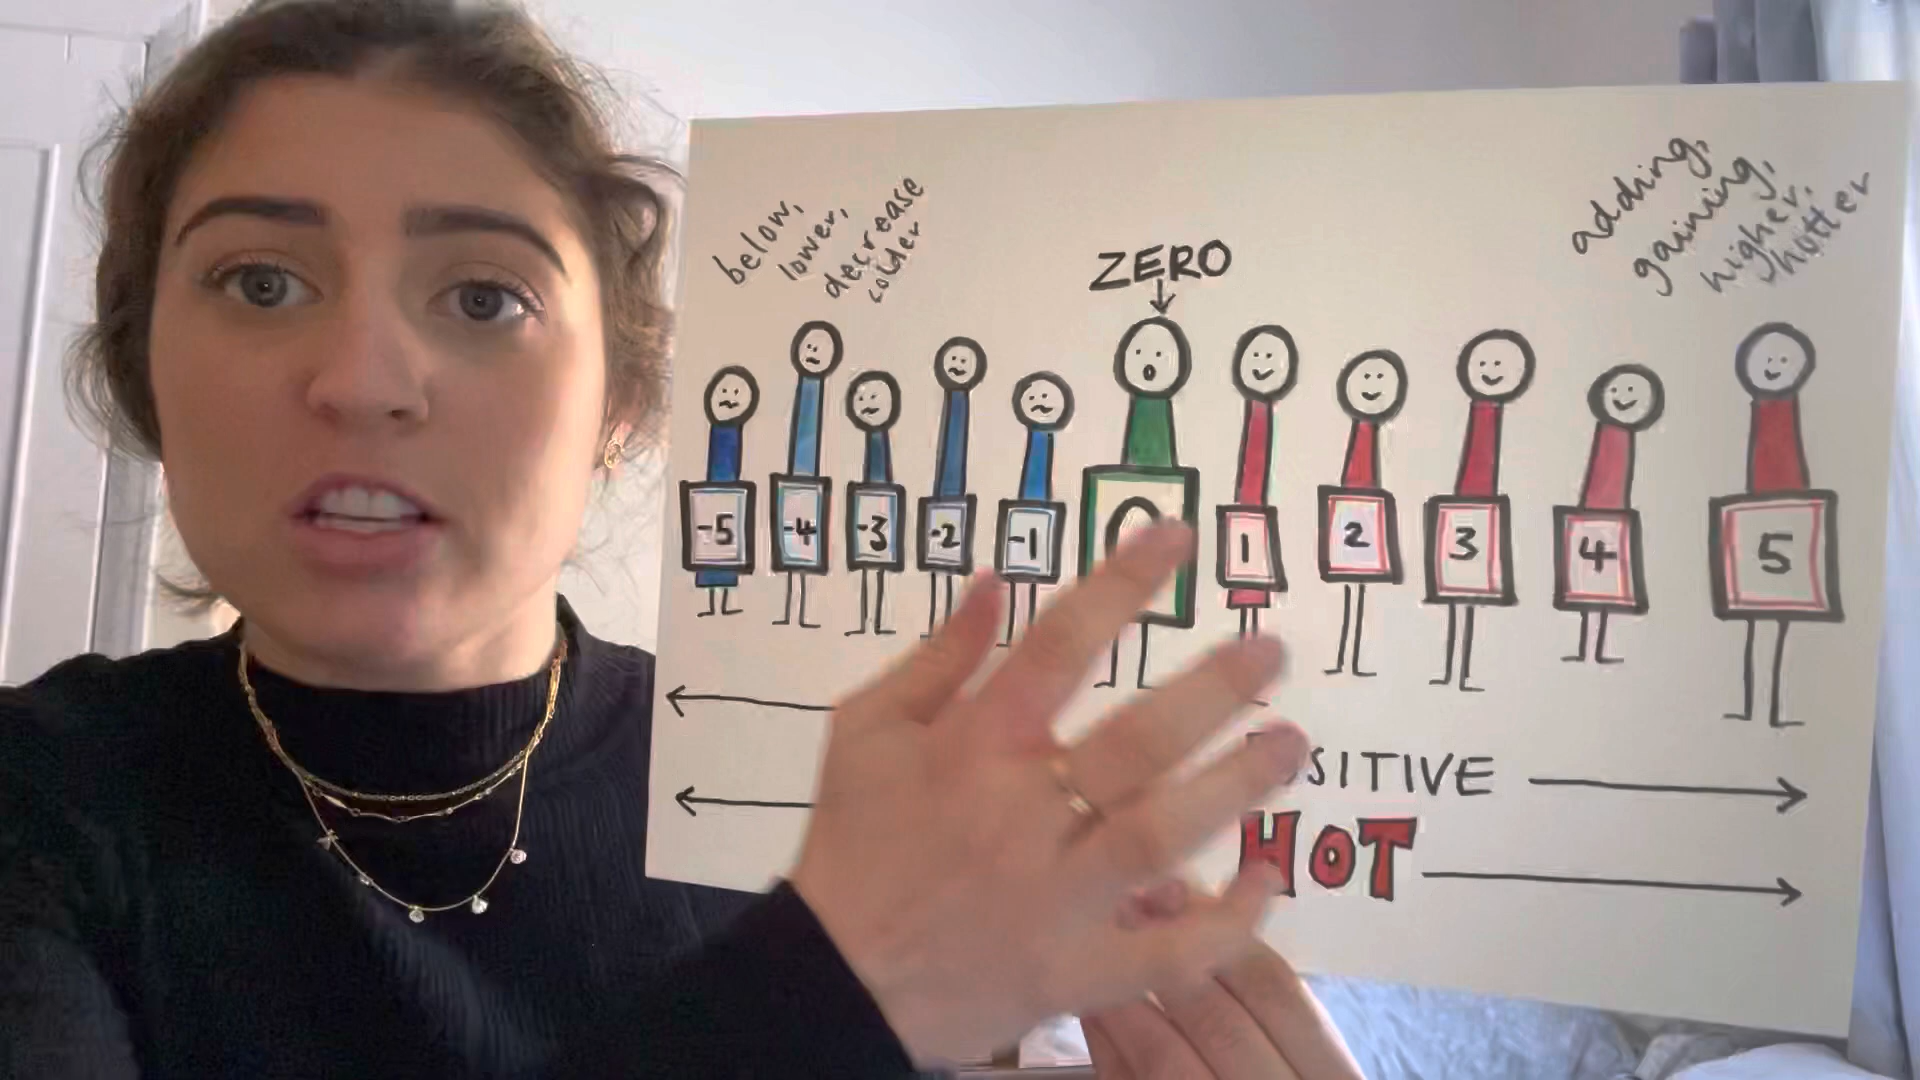 below,
lower,
decrease
colder
adding,
gaining,
higher,
hotter
ZERO
-5 -4 -3 -2 -1 0 1 2 3 4 5
HOT